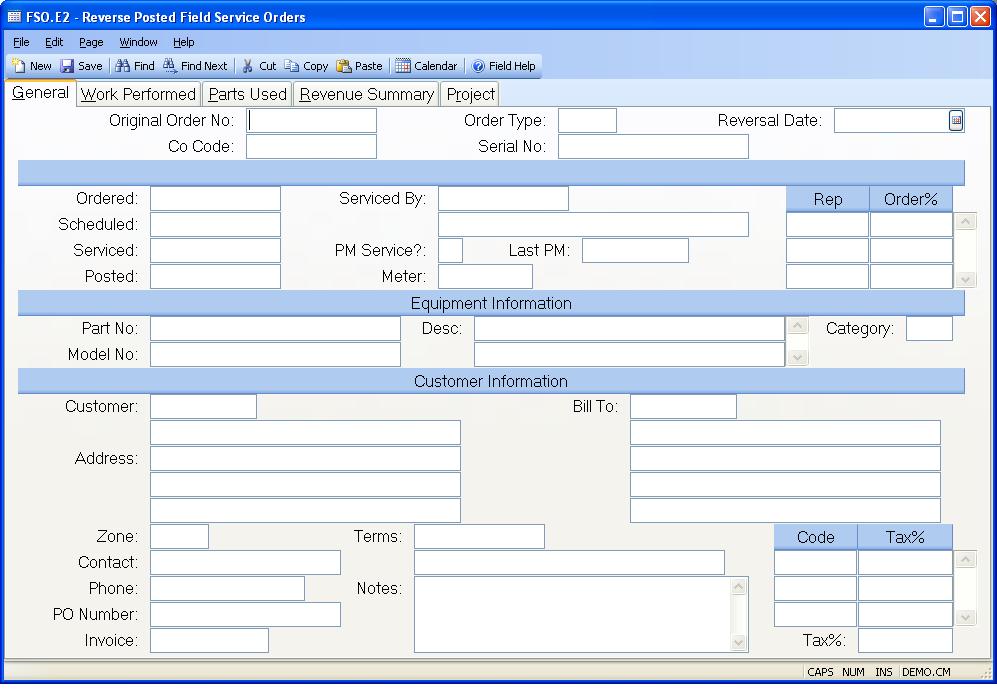 FSO.E2 - Reverse Posted Field Service Orders
File Edit Page Window Help
New Save Find Find Next Cut Copy Paste Calendar Field Help
General Work Performed Parts Used Revenue Summary Project
Original Order No: Order Type: Reversal Date:
Co Code: Serial No:
Ordered: Serviced By: Rep Order%
Scheduled:
Serviced: PM Service?: Last PM:
Posted: Meter:
Equipment Information
Part No: Desc: Category:
Model No:
Customer Information
Customer: Bill To:
Address:
Zone: Terms: Code Tax%
Contact:
Phone: Notes:
PO Number:
Invoice: Tax%:
CAPS NUM INS DEMO.CM